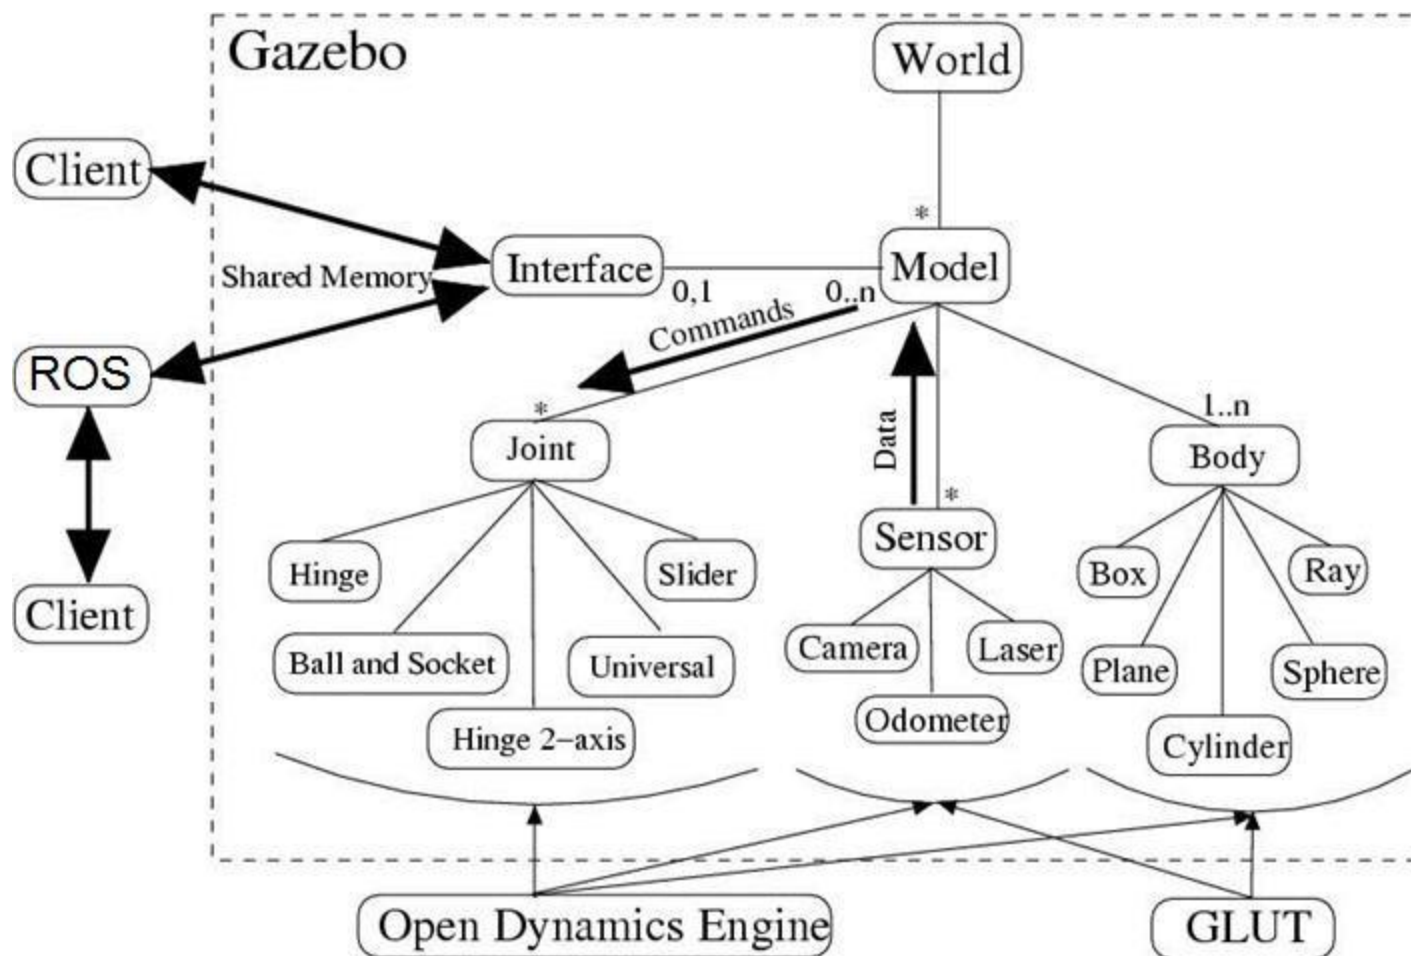 Gazebo
World
Client
*
Interface
Model
Shared Memory
0,1
0..n
Commands
ROS
*
1..n
Joint
Data
Body
*
Sensor
Hinge
Slider
Box
Ray
Client
Ball and Socket
Universal
Camera
Laser
Plane
Sphere
Odometer
Hinge 2-axis
Cylinder
Open Dynamics Engine
GLUT